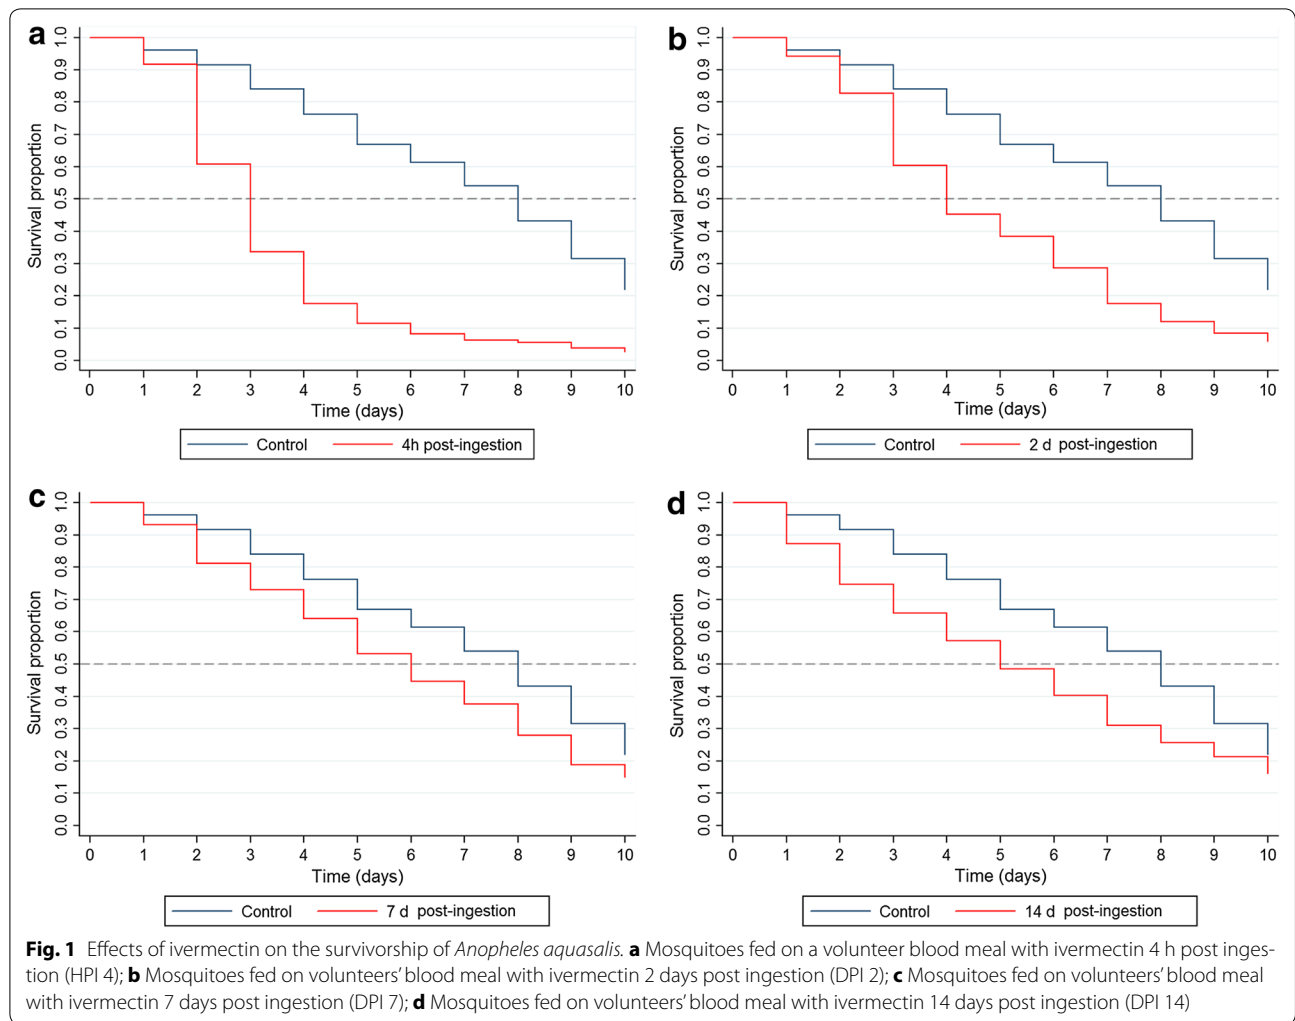 a
1.0
0.9
0.8
0.7
0.6
0.5
0.4
0.3
0.2
0.1
0.0
Survival proportion
0 1 2 3 4 5 6 7 8 9 10
Time (days)
Control 4h post-ingestion
b
1.0
0.9
0.8
0.7
0.6
0.5
0.4
0.3
0.2
0.1
0.0
Survival proportion
0 1 2 3 4 5 6 7 8 9 10
Time (days)
Control 2 d post-ingestion
c
1.0
0.9
0.8
0.7
0.6
0.5
0.4
0.3
0.2
0.1
0.0
Survival proportion
0 1 2 3 4 5 6 7 8 9 10
Time (days)
Control 7 d post-ingestion
d
1.0
0.9
0.8
0.7
0.6
0.5
0.4
0.3
0.2
0.1
0.0
Survival proportion
0 1 2 3 4 5 6 7 8 9 10
Time (days)
Control 14 d post-ingestion
Fig. 1 Effects of ivermectin on the survivorship of Anopheles aquasalis. a Mosquitoes fed on a volunteer blood meal with ivermectin 4 h post inges-
tion (HPI 4); b Mosquitoes fed on volunteers' blood meal with ivermectin 2 days post ingestion (DPI 2); c Mosquitoes fed on volunteers' blood meal
with ivermectin 7 days post ingestion (DPI 7); d Mosquitoes fed on volunteers' blood meal with ivermectin 14 days post ingestion (DPI 14)